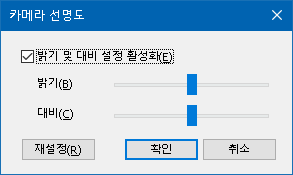 카메라 선명도
밝기 및 대비 설정 활성화(E)
밝기(B)
대비(C)
재설정(R)
확인
취소